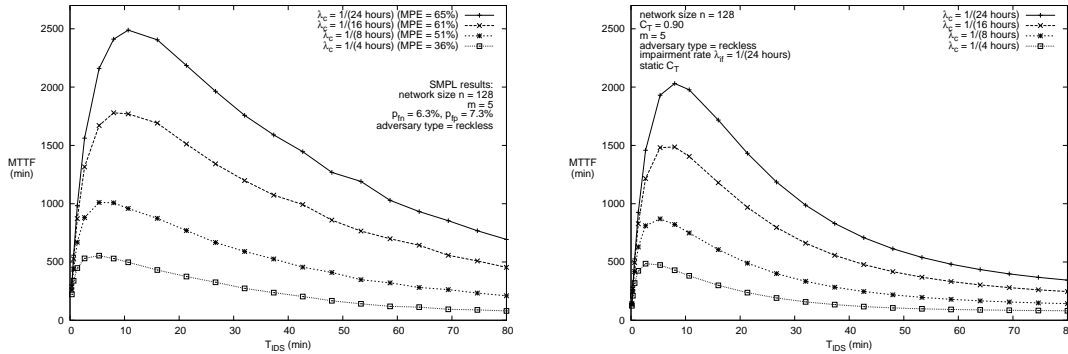 λc = 1/(24 hours) (MPE = 65%)
λc = 1/(16 hours) (MPE = 61%)
λc = 1/(8 hours) (MPE = 51%)
λc = 1/(4 hours) (MPE = 36%)
SMPL results:
network size n = 128
m = 5
pfn = 6.3%, pfp = 7.3%
adversary type = reckless
MTTF
(min)
2500
2000
1500
1000
500
0
0 10 20 30 40 50 60 70 80
TIDS (min)
network size n = 128
CT = 0.90
m = 5
adversary type = reckless
impairment rate λif = 1/(24 hours)
static CT
λc = 1/(24 hours)
λc = 1/(16 hours)
λc = 1/(8 hours)
λc = 1/(4 hours)
MTTF
(min)
2500
2000
1500
1000
500
0
0 10 20 30 40 50 60 70 80
TIDS (min)